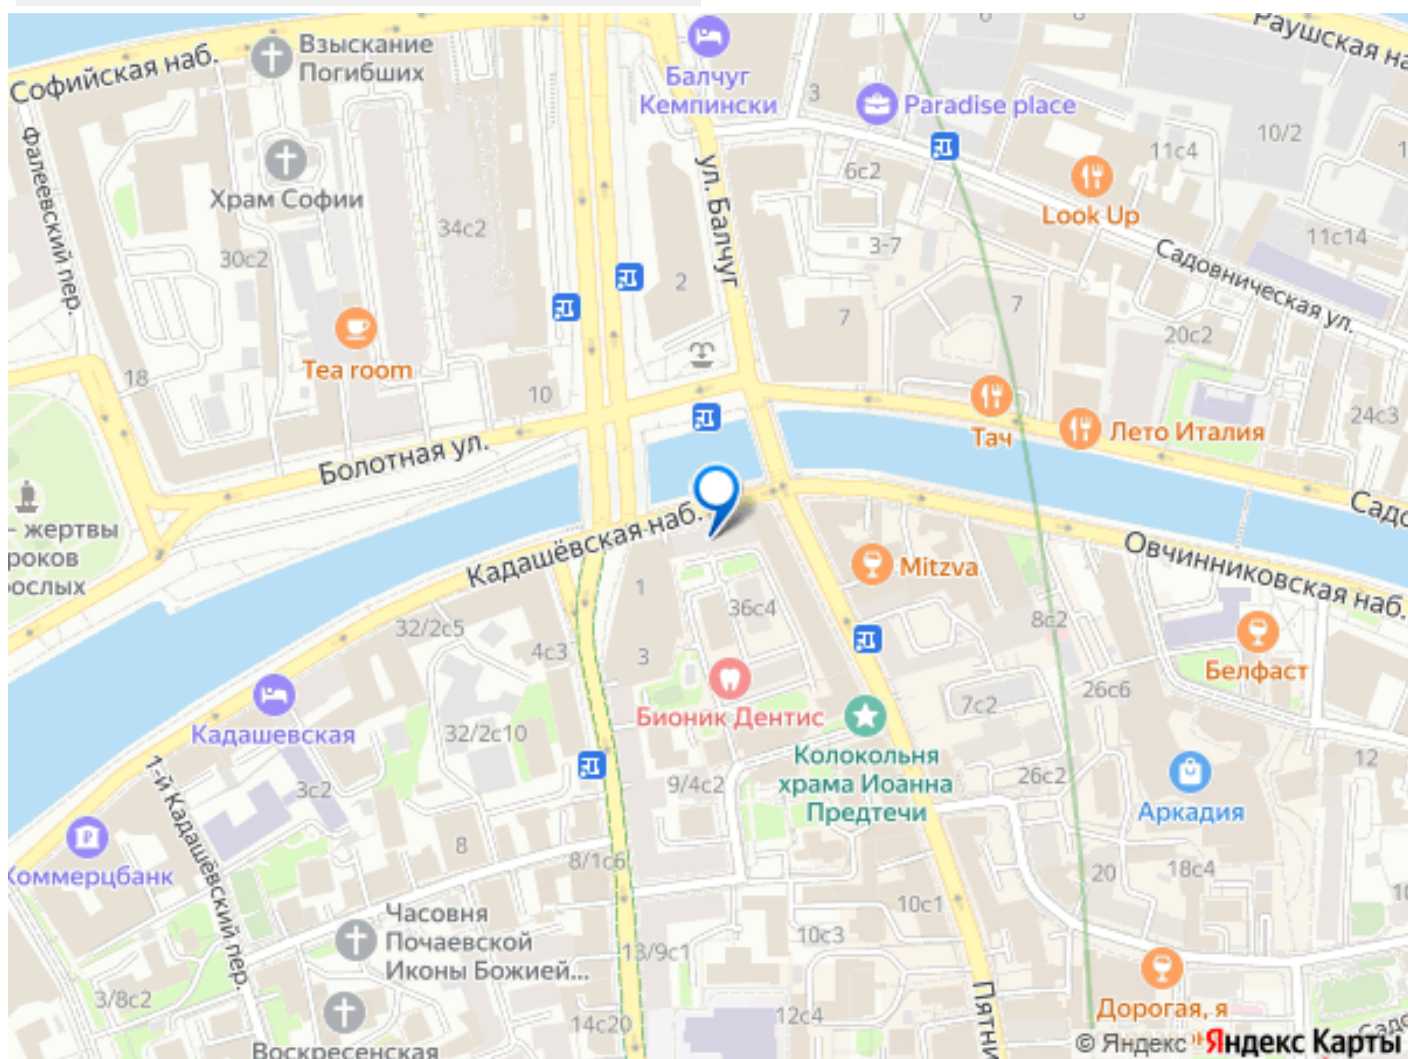 Раушская на
Взыскание
Погибших
Софийская наб.
Балчуг
Кемпински
3
Paradise place
10/2
11с4
6с2
Фалеевский пер.
Храм Софии
ул. Балчуг
Look Up
34с2
30с2
3-7
11с14
Садовническая ул.
2
7
7
20с2
Tea room
18
10
24с3
Тач
Лето Италия
Болотная ул.
Садо
– жертвы
роков
рослых
Кадашёвская наб.
Овчинниковская наб.
Mitzva
1
36с4
8с2
32/2с5
4с3
3
Белфаст
26с6
Бионик Дентис
7с2
Кадашевская
32/2с10
Колокольня
храма Иоанна
Предтечи
12
26с2
9/4с2
3с2
1-й Кадашёвский пер.
Аркадия
8
8/1с6
Коммерцбанк
20
18с4
10с1
Часовня
Почаевской
Иконы Божией...
10с3
13/9с1
3/8с2
Пятни
12с4
14с20
Дорогая, я
Воскресенская
© Яндекс Яндекс Карты